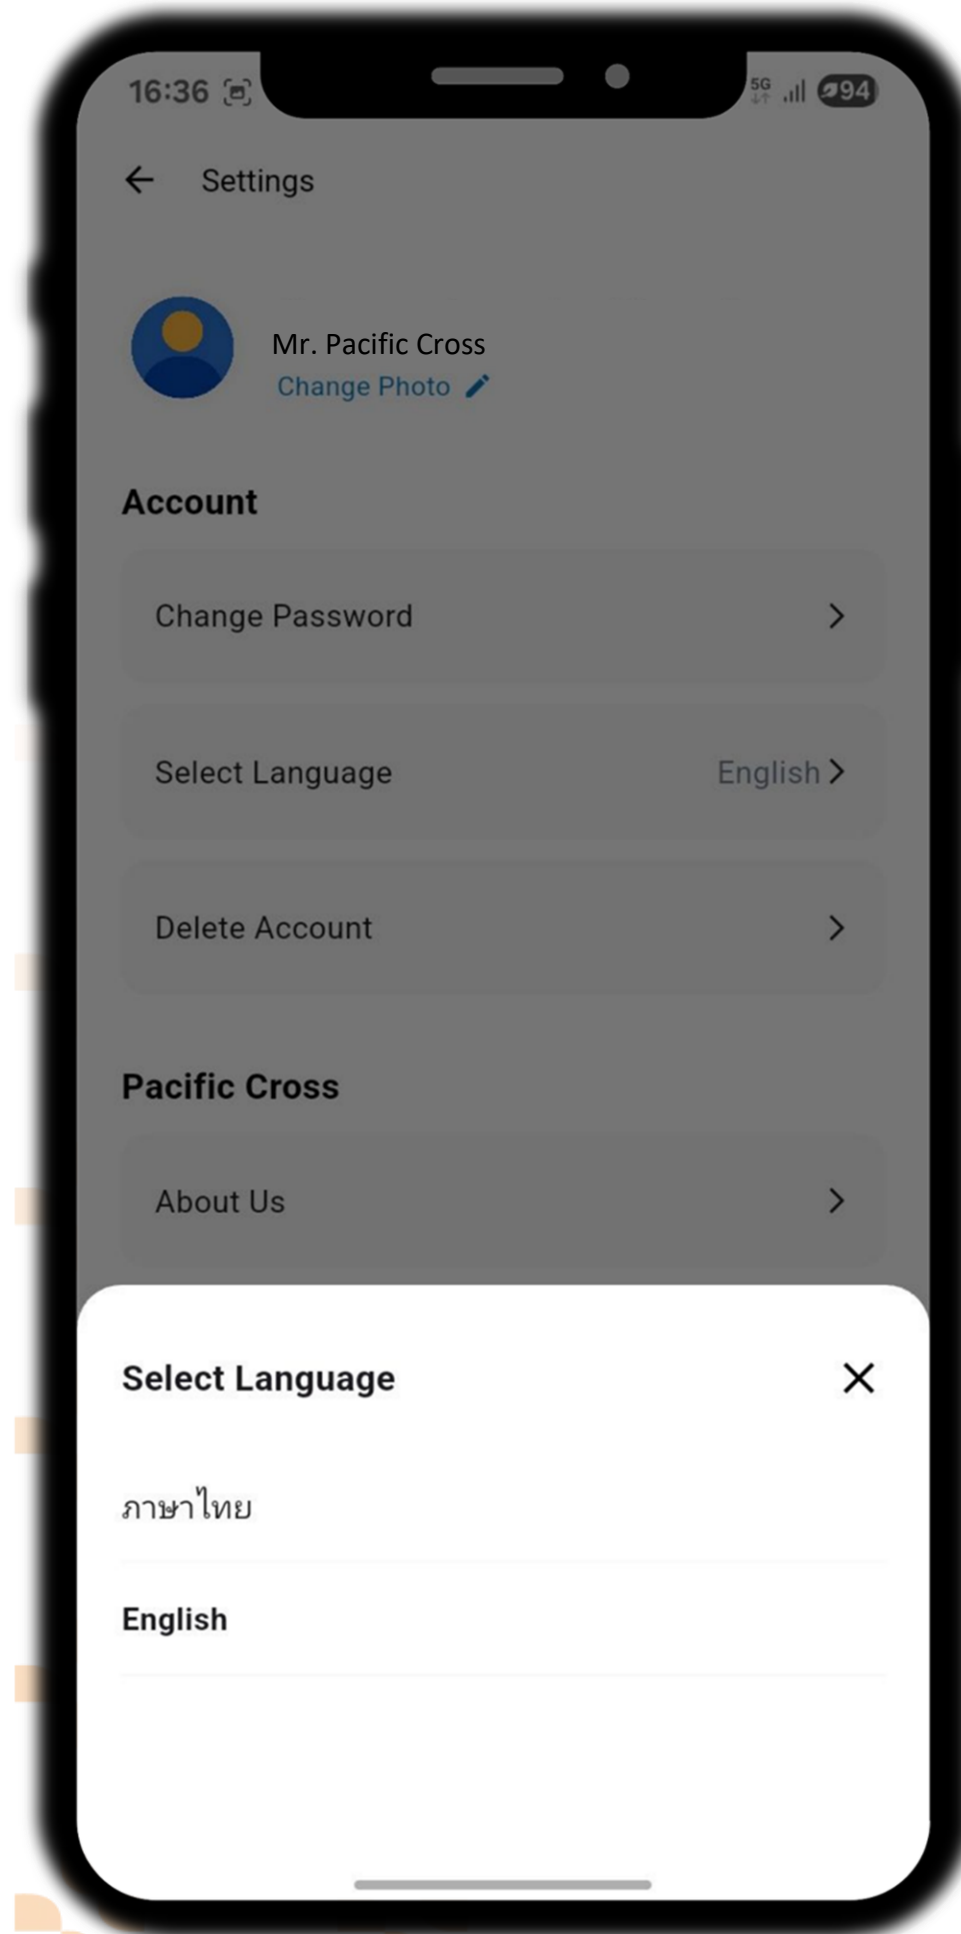 16:36 5G 94
Settings
Mr. Pacific Cross
Change Photo
Account
Change Password
Select Language English
Delete Account
Pacific Cross
About Us
Select Language
ภาษาไทย
English